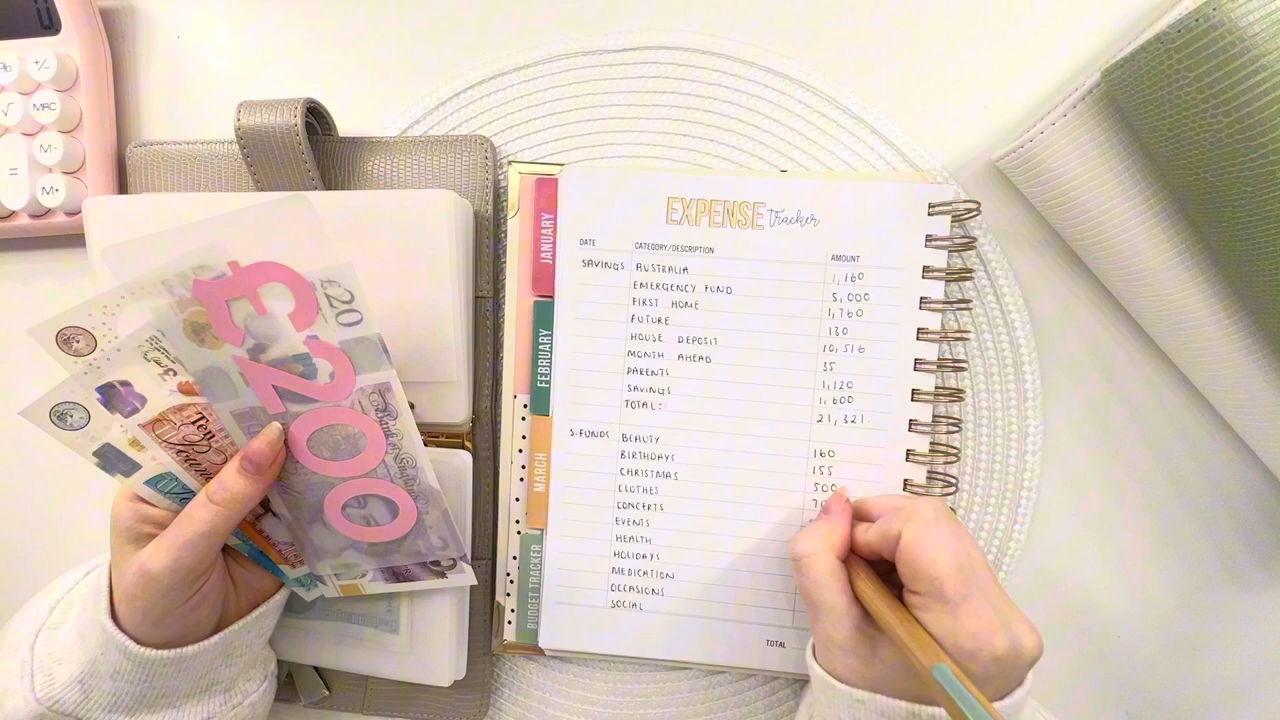 0
% +/-
√ MRC
= M-
M+
£20
£200
Ten
JANUARY
FEBRUARY
MARCH
BUDGET TRACKER
EXPENSE Tracker
DATE CATEGORY/DESCRIPTION AMOUNT
SAVINGS AUSTRALIA 1,160
EMERGENCY FUND 5,000
FIRST HOME 1,760
FUTURE 130
HOUSE DEPOSIT 10,516
MONTH AHEAD 35
PARENTS 1,120
SAVINGS 1,600
TOTAL: 21,321.
S-FUNDS BEAUTY 160
BIRTHDAYS 155
CHRISTMAS 500
CLOTHES
CONCERTS
EVENTS
HEALTH
HOLIDAYS
MEDICATION
OCCASIONS
SOCIAL
TOTAL